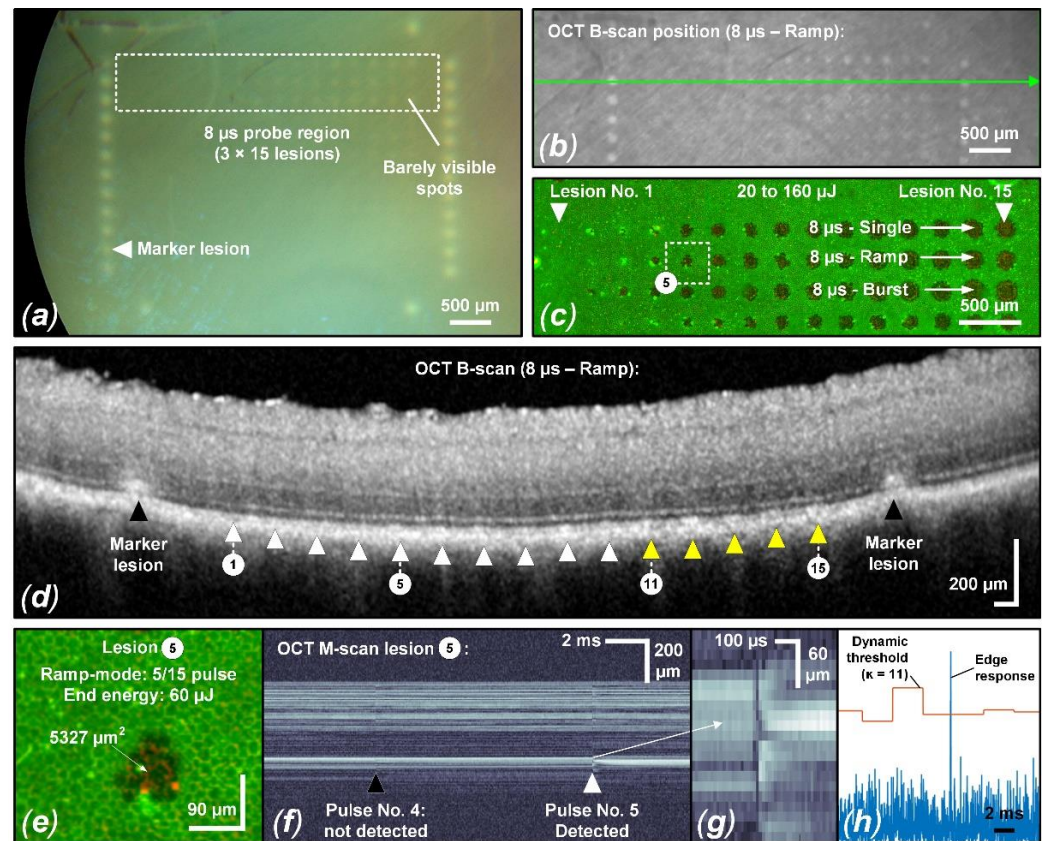 8 µs probe region
(3 × 15 lesions)
Barely visible
spots
Marker lesion
500 µm
(a)
OCT B-scan position (8 µs – Ramp):
500 µm
(b)
Lesion No. 1
20 to 160 µJ
Lesion No. 15
8 µs - Single
8 µs - Ramp
5
8 µs - Burst
500 µm
(c)
OCT B-scan (8 µs – Ramp):
Marker
lesion
1
5
11
15
Marker
lesion
200 µm
(d)
Lesion 5
Ramp-mode: 5/15 pulse
End energy: 60 µJ
5327 µm²
90 µm
(e)
OCT M-scan lesion 5 :
2 ms
200
µm
Pulse No. 4:
not detected
Pulse No. 5
Detected
(f)
100 µs
60
µm
(g)
Dynamic
threshold
(κ = 11)
Edge
response
2 ms
(h)